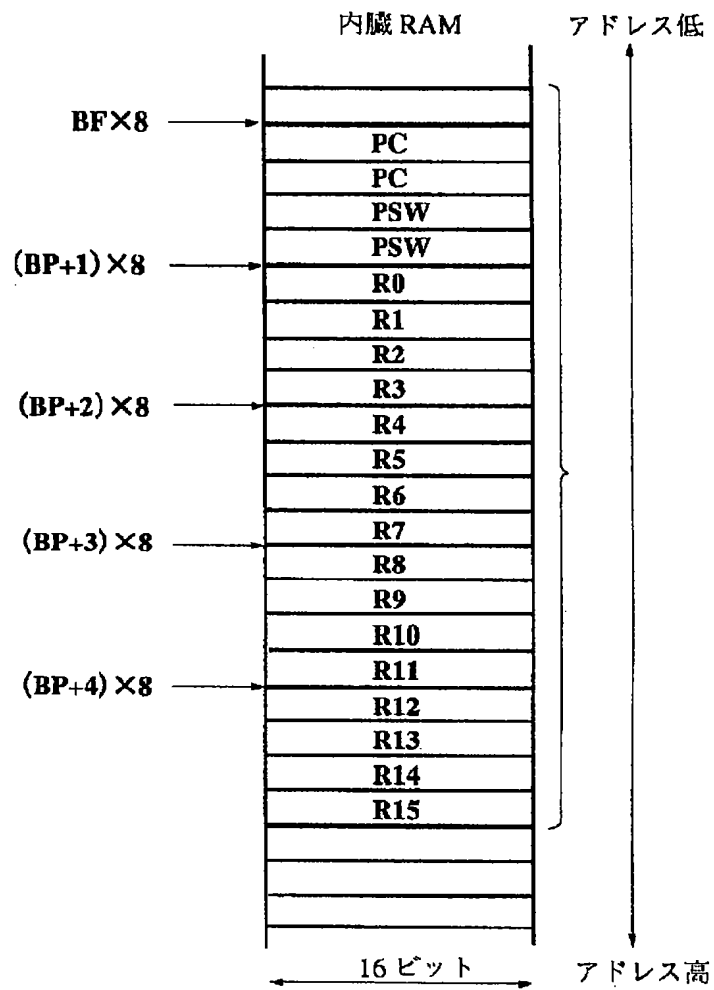 内臓 RAM
アドレス低
BF×8
PC
PC
PSW
PSW
(BP+1)×8
R0
R1
R2
R3
(BP+2)×8
R4
R5
R6
R7
(BP+3)×8
R8
R9
R10
R11
(BP+4)×8
R12
R13
R14
R15
16 ビット
アドレス高